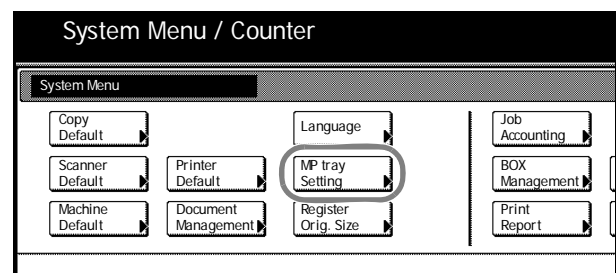 System Menu / Counter
System Menu
Copy
Default
Language
Job
Accounting
Scanner
Default
Printer
Default
MP tray
Setting
BOX
Management
Machine
Default
Document
Management
Register
Orig. Size
Print
Report